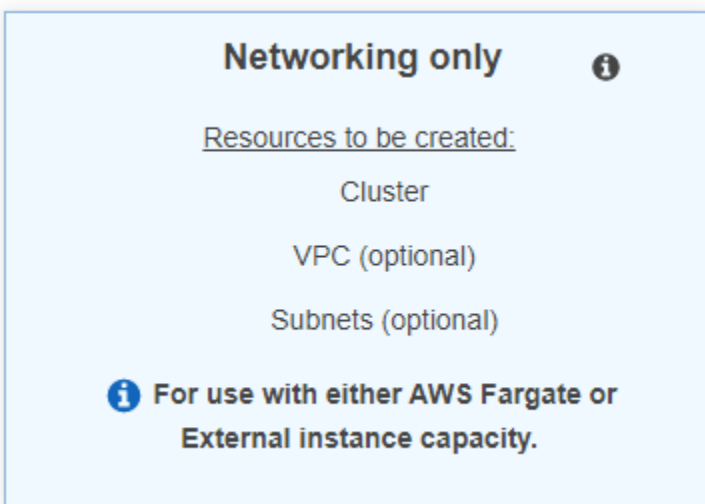 Networking only
Resources to be created:
Cluster
VPC (optional)
Subnets (optional)
For use with either AWS Fargate or
External instance capacity.